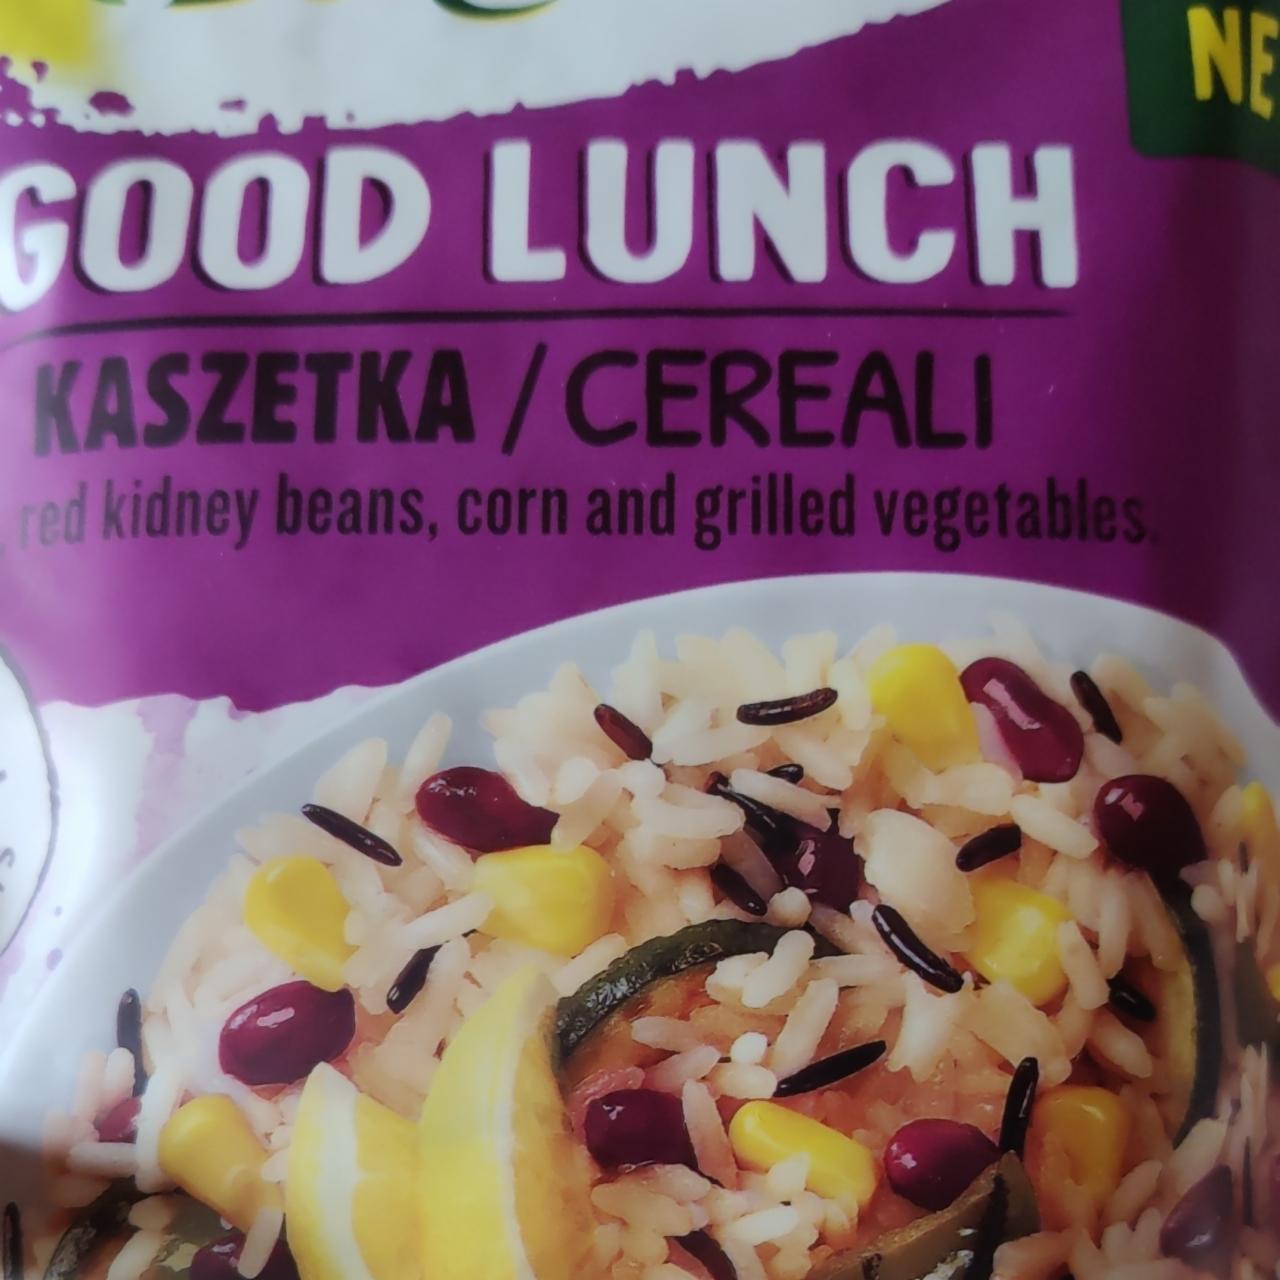 NE
GOOD LUNCH
KASZETKA / CEREALI
, red kidney beans, corn and grilled vegetables.